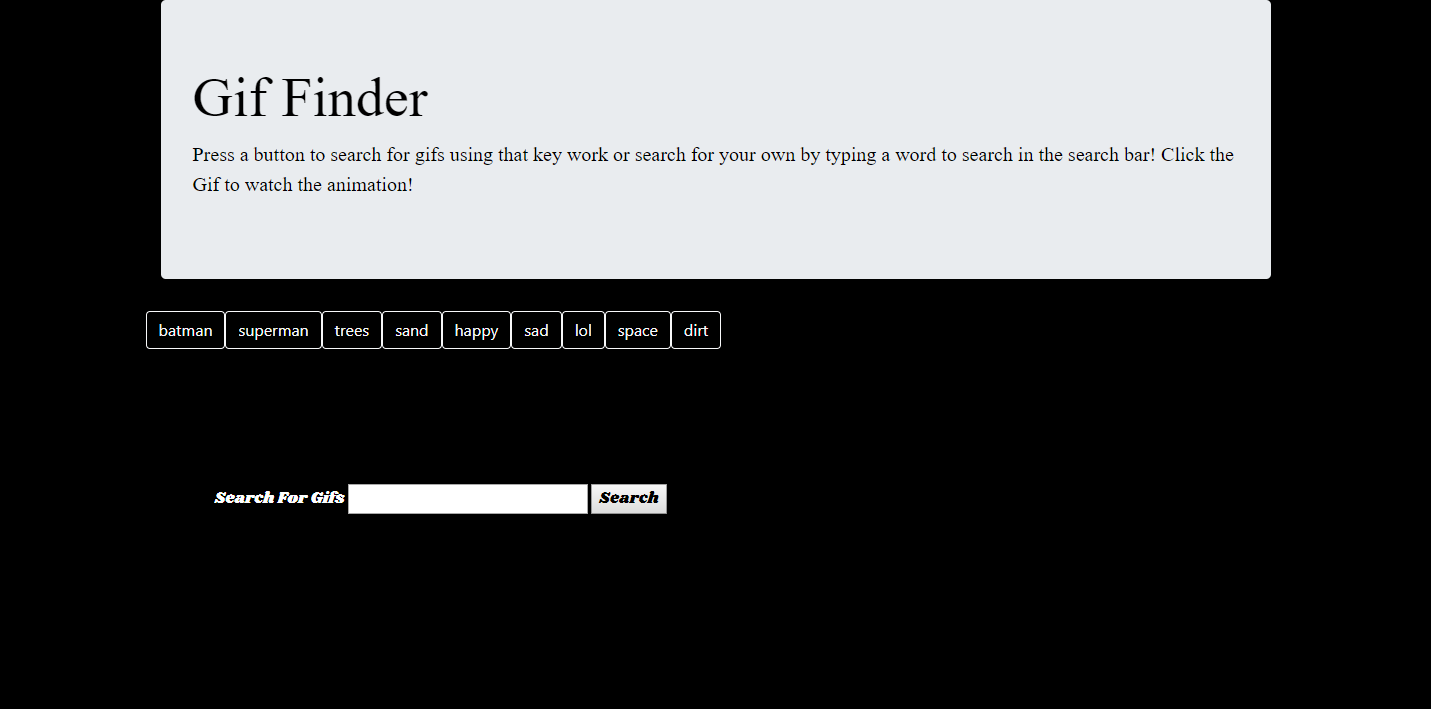 Gif Finder
Press a button to search for gifs using that key work or search for your own by typing a word to search in the search bar! Click the
Gif to watch the animation!
batman superman trees sand happy sad lol space dirt
Search For Gifs Search